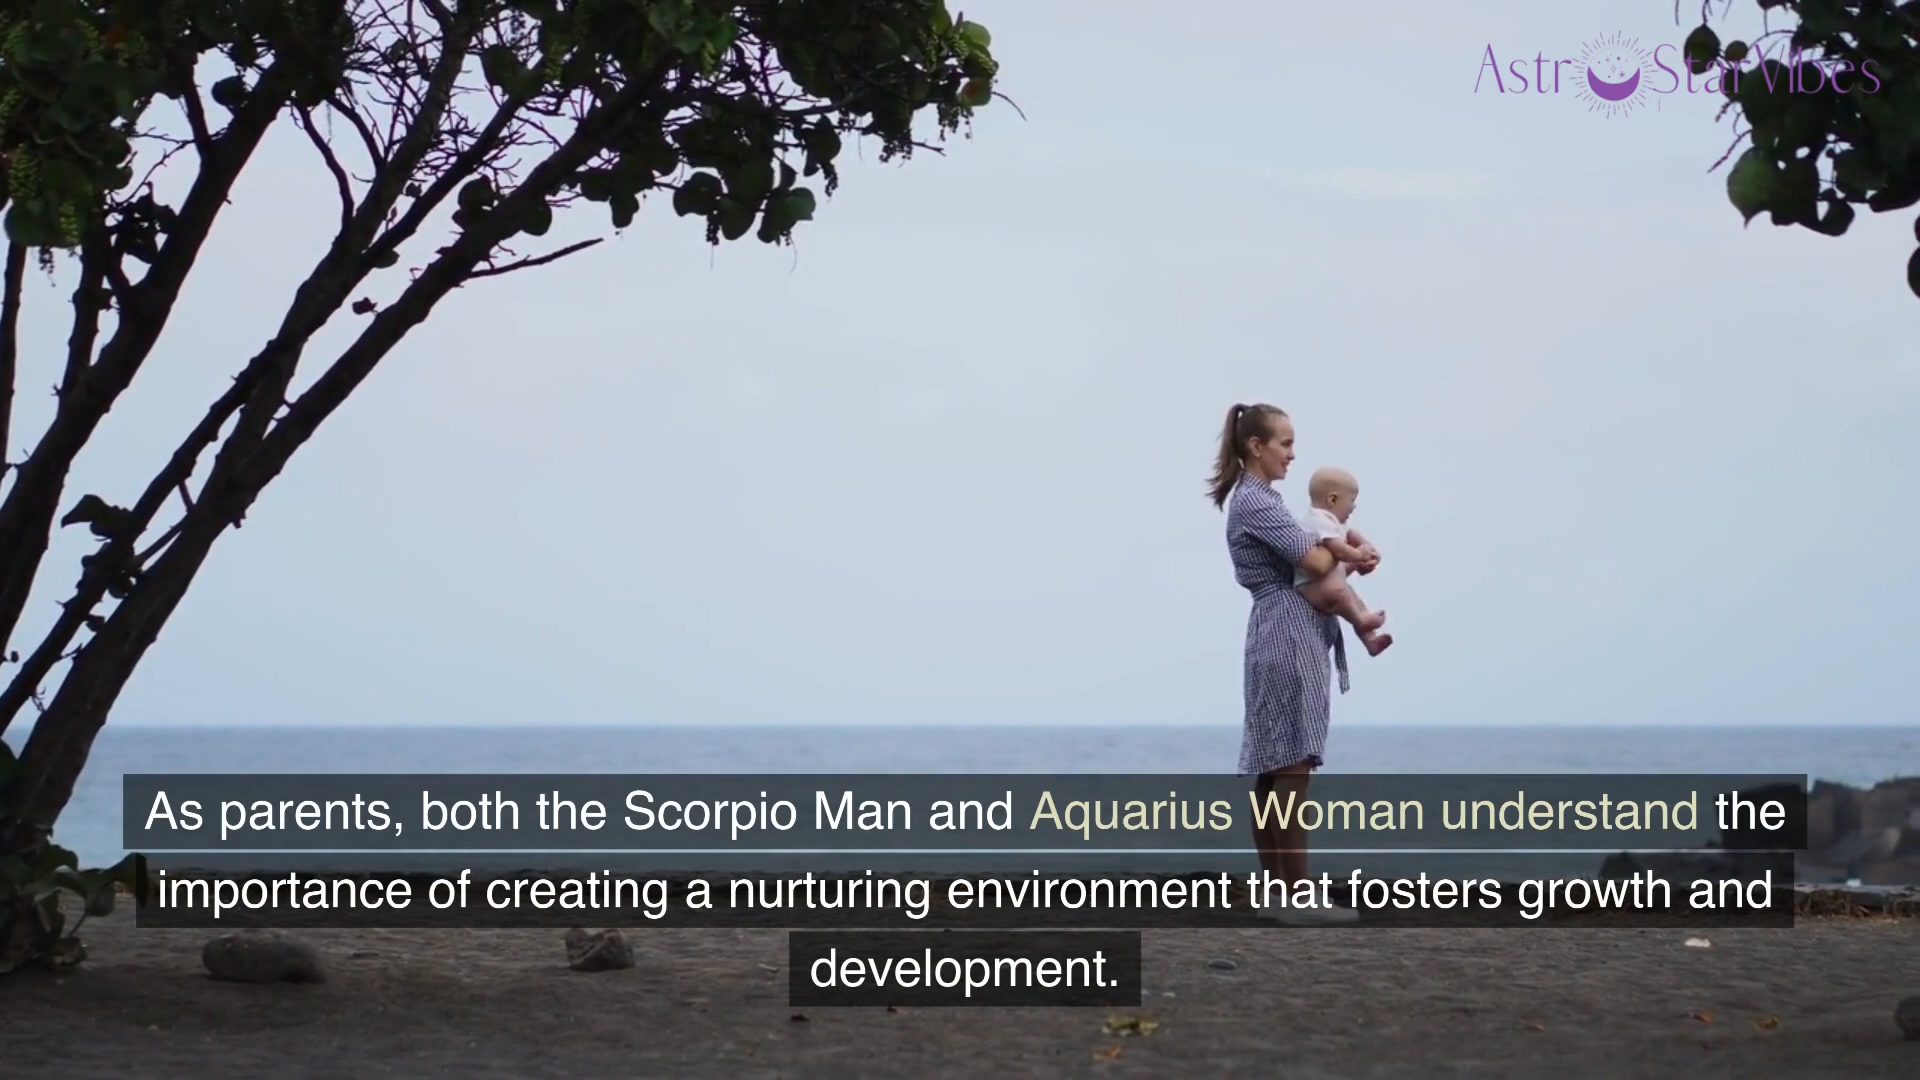 AstroStarVibes
As parents, both the Scorpio Man and Aquarius Woman understand the
importance of creating a nurturing environment that fosters growth and
development.